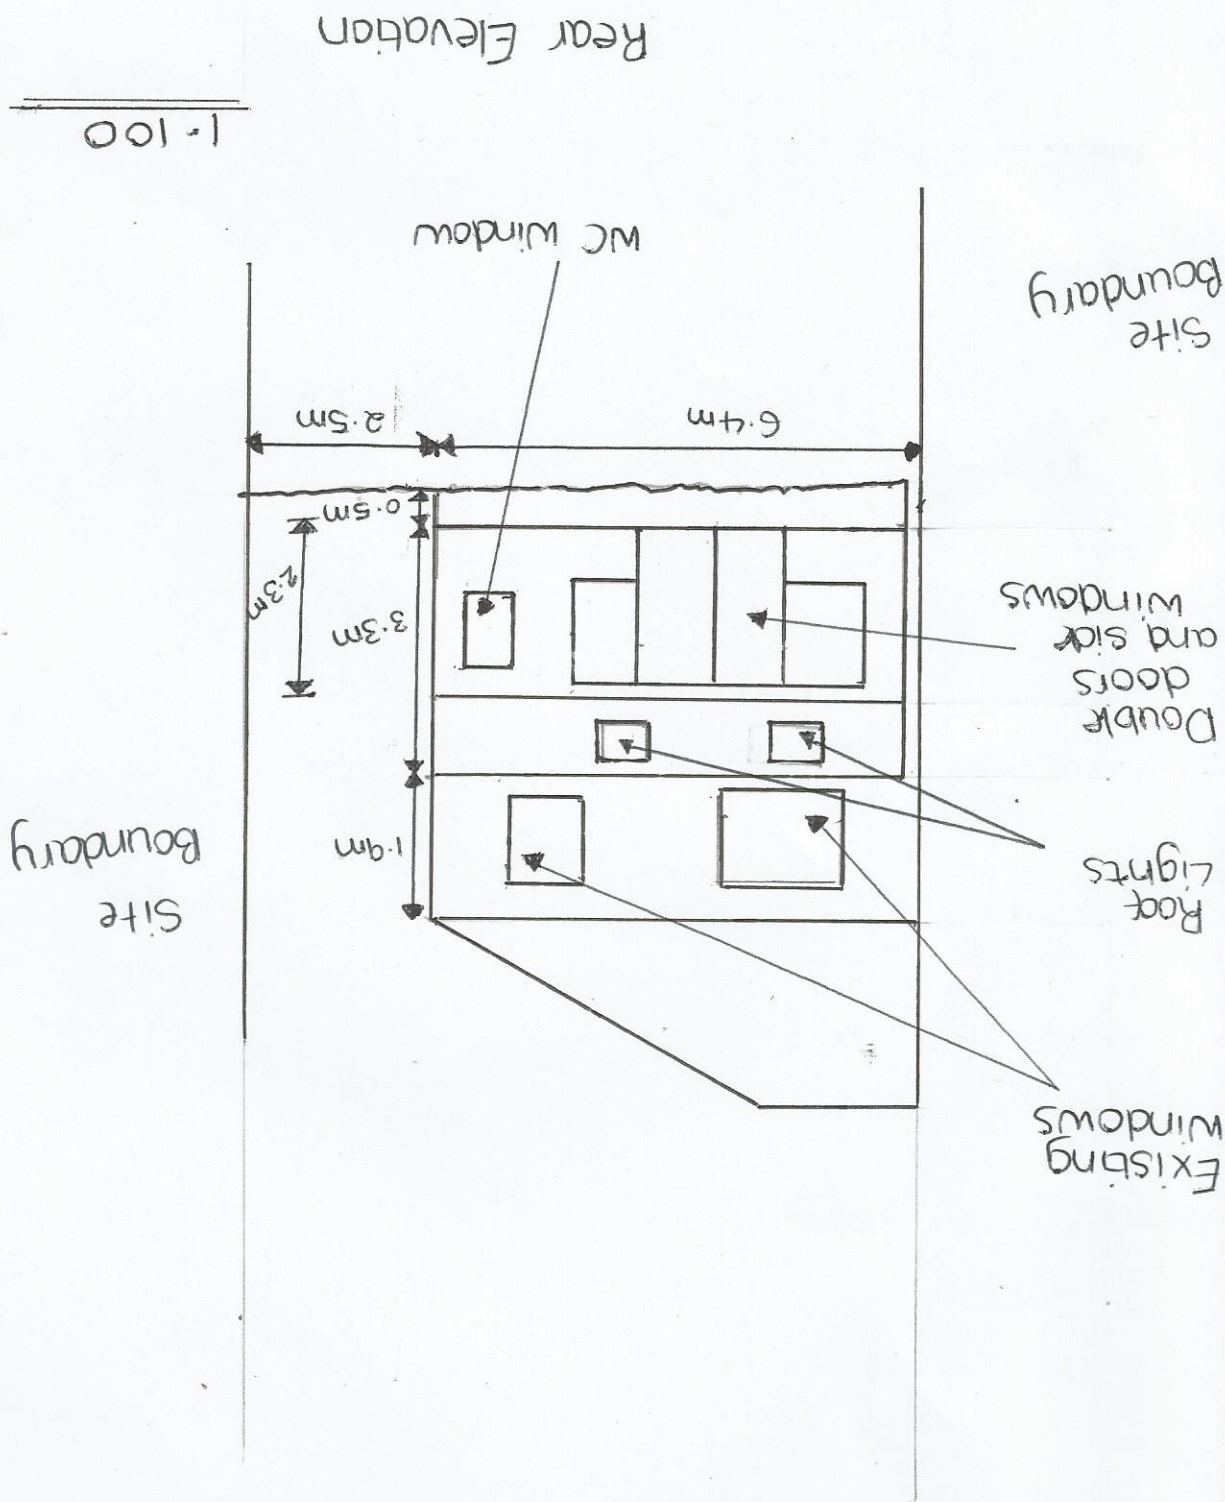 Existing
Windows
Roof
Lights
Site
Boundary
1.9m
Double
doors
and side
windows
3.3m
2.3m
0.5m
6.4m
2.5m
Site
Boundary
WC Window
1-100
Rear Elevation